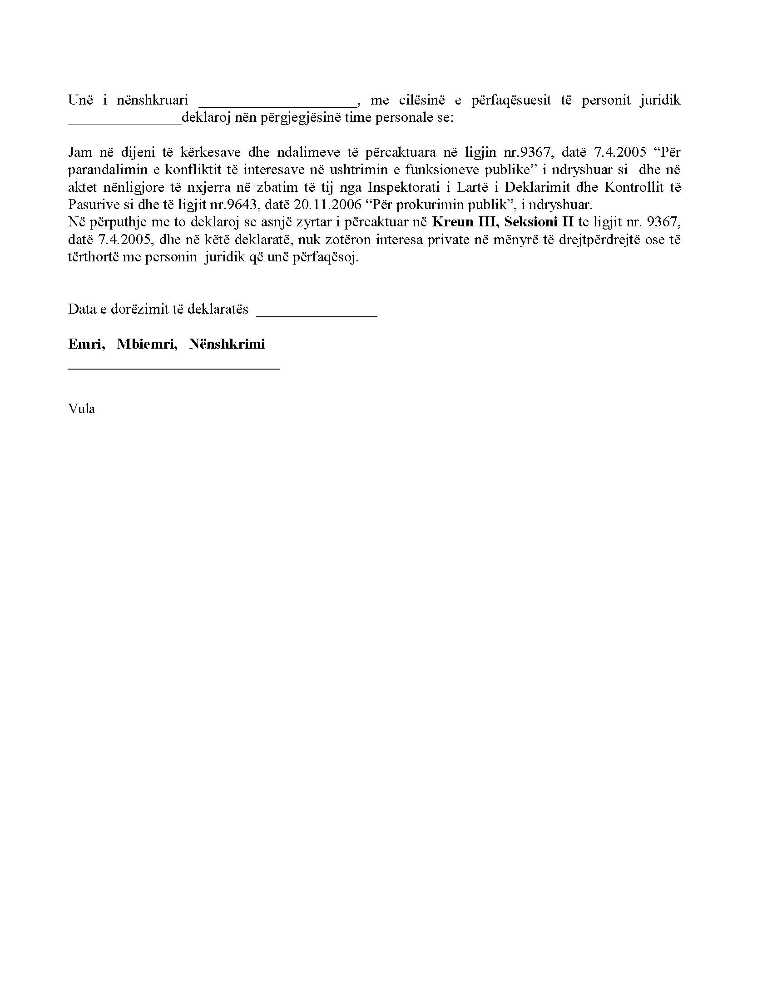 Unë i nënshkruari ______________________, me cilësinë e përfaqësuesit të personit juridik
________________deklaroj nën përgjegjësinë time personale se:
Jam në dijeni të kërkesave dhe ndalimeve të përcaktuara në ligjin nr.9367, datë 7.4.2005 “Për
parandalimin e konfliktit të interesave në ushtrimin e funksioneve publike” i ndryshuar si dhe në
aktet nënligjore të nxjerra në zbatim të tij nga Inspektorati i Lartë i Deklarimit dhe Kontrollit të
Pasurive si dhe të ligjit nr.9643, datë 20.11.2006 “Për prokurimin publik”, i ndryshuar.
Në përputhje me to deklaroj se asnjë zyrtar i përcaktuar në Kreun III, Seksioni II te ligjit nr. 9367,
datë 7.4.2005, dhe në këtë deklaratë, nuk zotëron interesa private në mënyrë të drejtpërdrejtë ose të
tërthortë me personin juridik që unë përfaqësoj.
Data e dorëzimit të deklaratës _________________
Emri, Mbiemri, Nënshkrimi
_____________________________
Vula